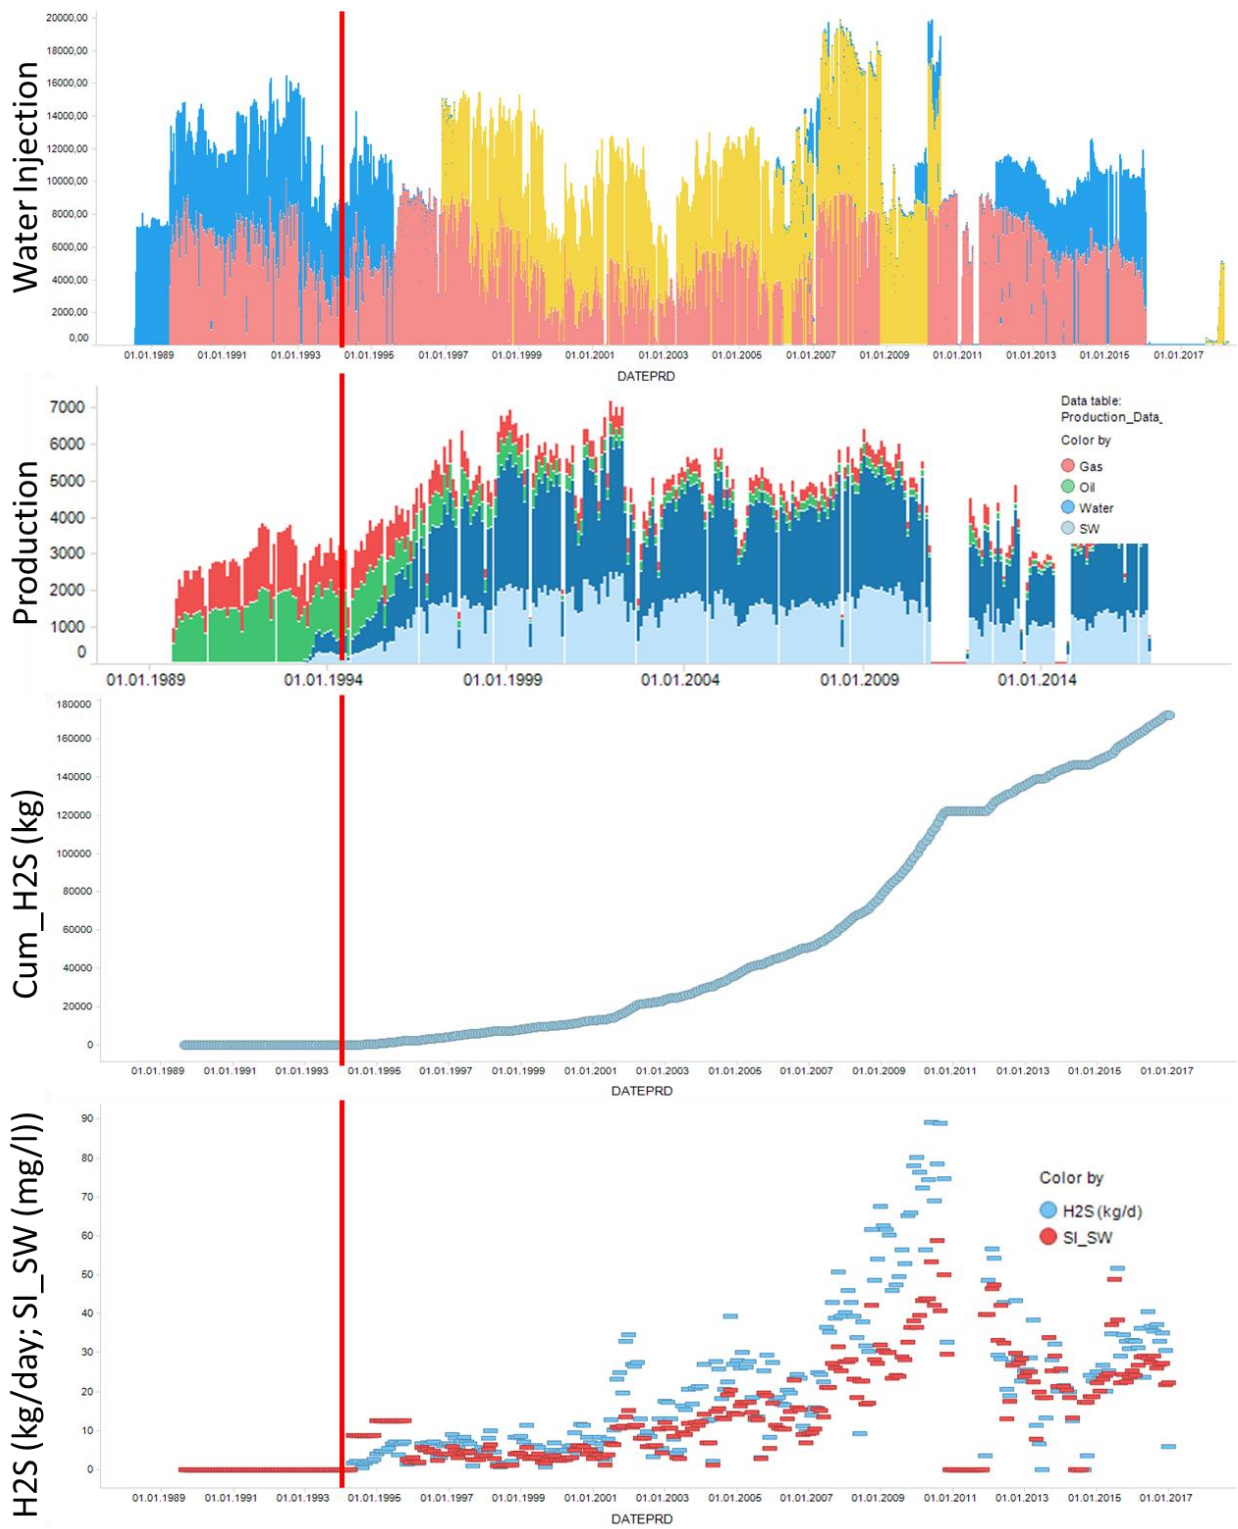 Water Injection
20000,00
18000,00
16000,00
14000,00
12000,00
10000,00
8000,00
6000,00
4000,00
2000,00
0,00
01.01.1989 01.01.1991 01.01.1993 01.01.1995 01.01.1997 01.01.1999 01.01.2001 01.01.2003 01.01.2005 01.01.2007 01.01.2009 01.01.2011 01.01.2013 01.01.2015 01.01.2017
DATEPRD
Production
7000
6000
5000
4000
3000
2000
1000
0
Data table:
Production_Data_
Color by
Gas
Oil
Water
SW
01.01.1989 01.01.1994 01.01.1999 01.01.2004 01.01.2009 01.01.2014
Cum_H2S (kg)
180000
160000
140000
120000
100000
80000
60000
40000
20000
0
01.01.1989 01.01.1991 01.01.1993 01.01.1995 01.01.1997 01.01.1999 01.01.2001 01.01.2003 01.01.2005 01.01.2007 01.01.2009 01.01.2011 01.01.2013 01.01.2015 01.01.2017
DATEPRD
H2S (kg/day; SI_SW (mg/l))
90
80
70
60
50
40
30
20
10
0
Color by
H2S (kg/d)
SI_SW
01.01.1989 01.01.1991 01.01.1993 01.01.1995 01.01.1997 01.01.1999 01.01.2001 01.01.2003 01.01.2005 01.01.2007 01.01.2009 01.01.2011 01.01.2013 01.01.2015 01.01.2017
DATEPRD